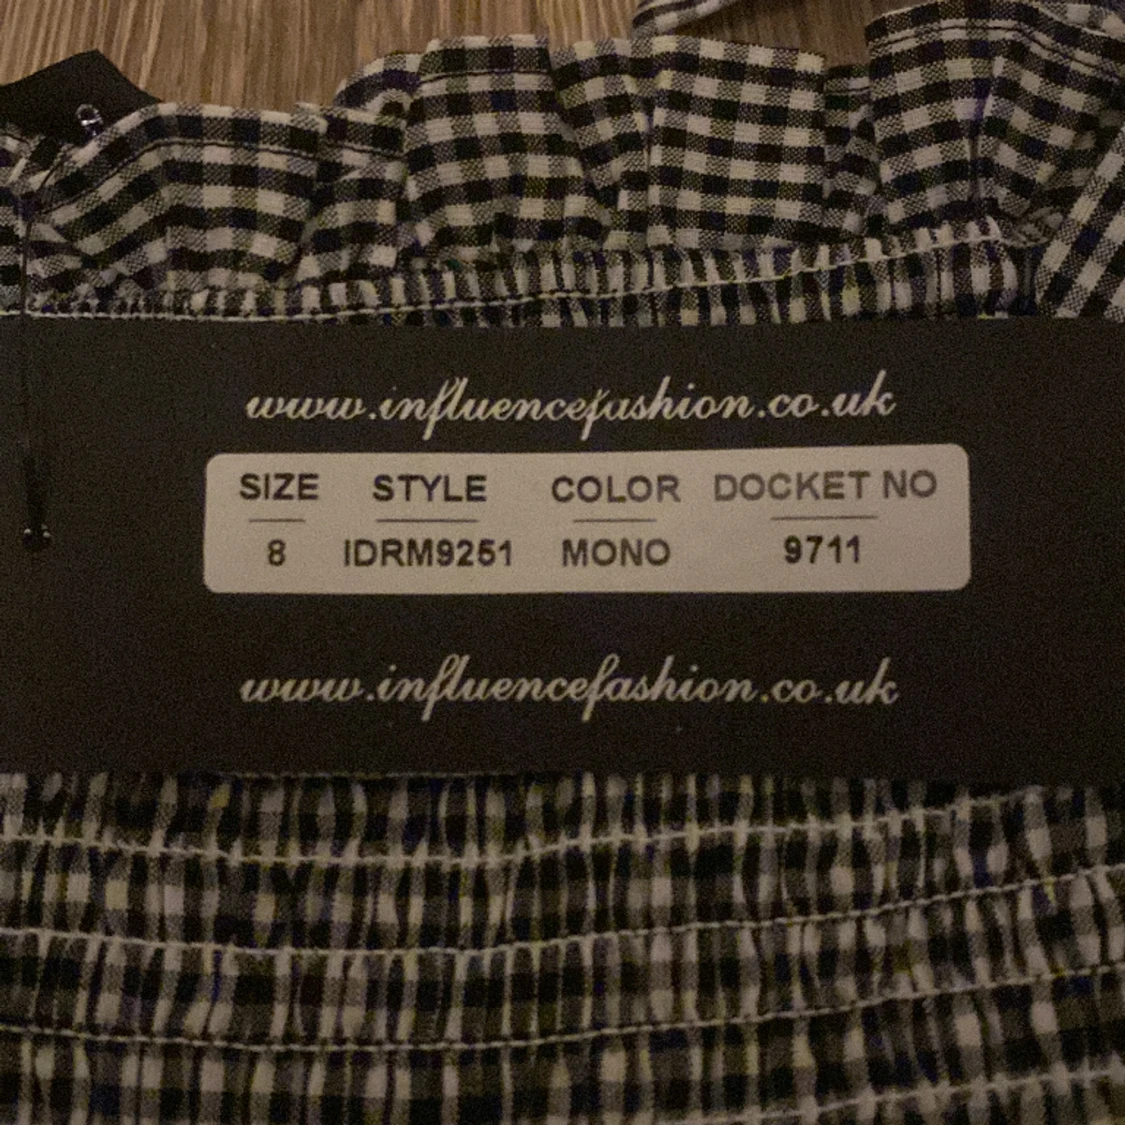 www.influencefashion.co.uk
SIZE STYLE COLOR DOCKET NO
8 IDRM9251 MONO 9711
www.influencefashion.co.uk